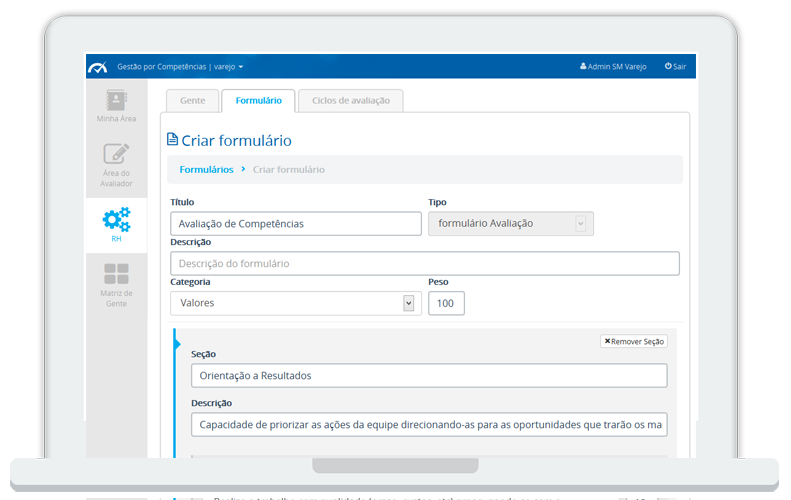 Gestão por Competências | varejo
Admin SM Varejo
Sair
Minha Área
Área do
Avaliador
RH
Matriz de
Gente
Gente
Formulário
Ciclos de avaliação
Criar formulário
Formulários
Criar formulário
Título
Tipo
Avaliação de Competências
formulário Avaliação
Descrição
Descrição do formulário
Categoria
Peso
Valores
100
Remover Seção
Seção
Orientação a Resultados
Descrição
Capacidade de priorizar as ações da equipe direcionando-as para as oportunidades que trarão os ma